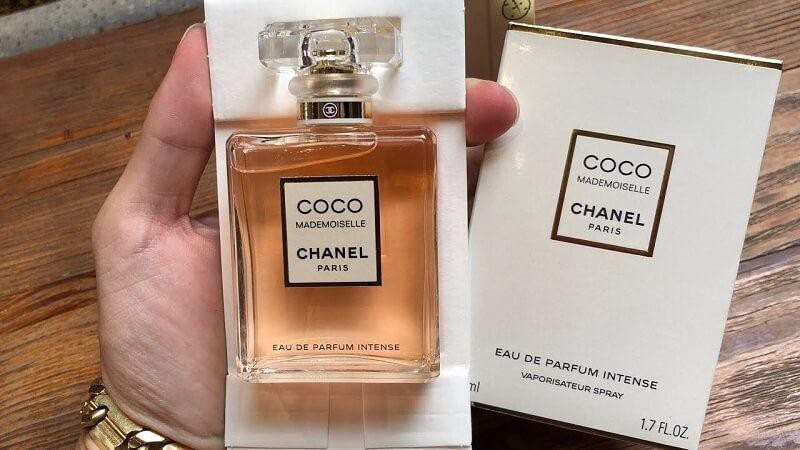 COCO
MADEMOISELLE
CHANEL
PARIS
EAU DE PARFUM INTENSE
COCO
MADEMOISELLE
CHANEL
PARIS
EAU DE PARFUM INTENSE
VAPORISATEUR SPRAY
ml
1.7 FL.OZ.